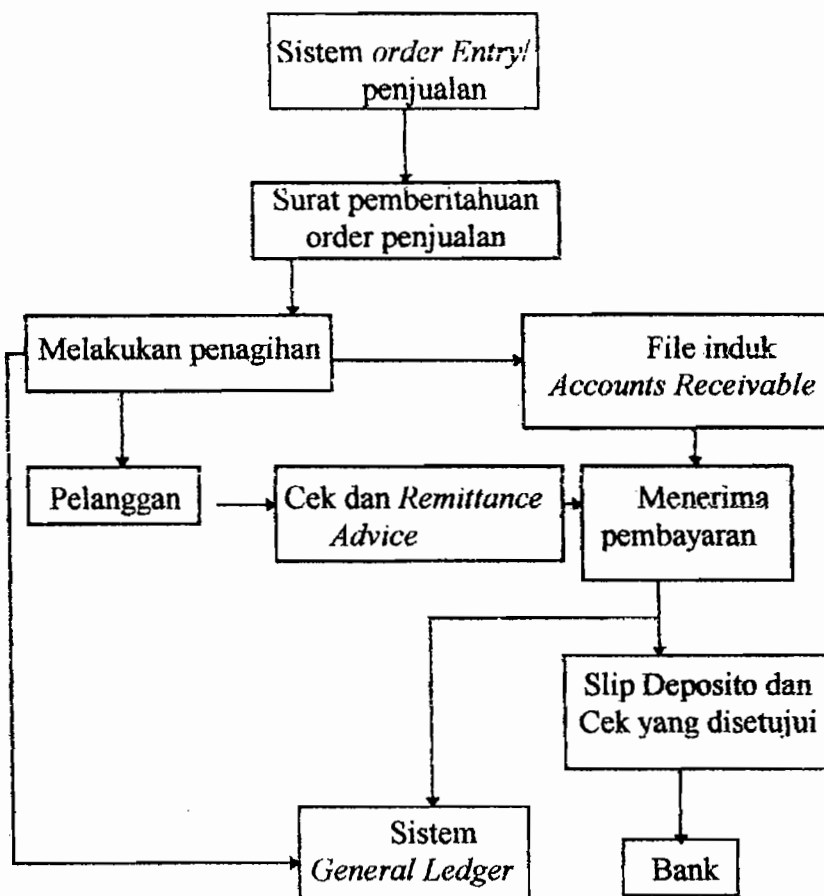 Sistem order Entry/
penjualan
Surat pemberitahuan
order penjualan
Melakukan penagihan
File induk
Accounts Receivable
Pelanggan
Cek dan Remittance
Advice
Menerima
pembayaran
Slip Deposito dan
Cek yang disetujui
Sistem
General Ledger
Bank